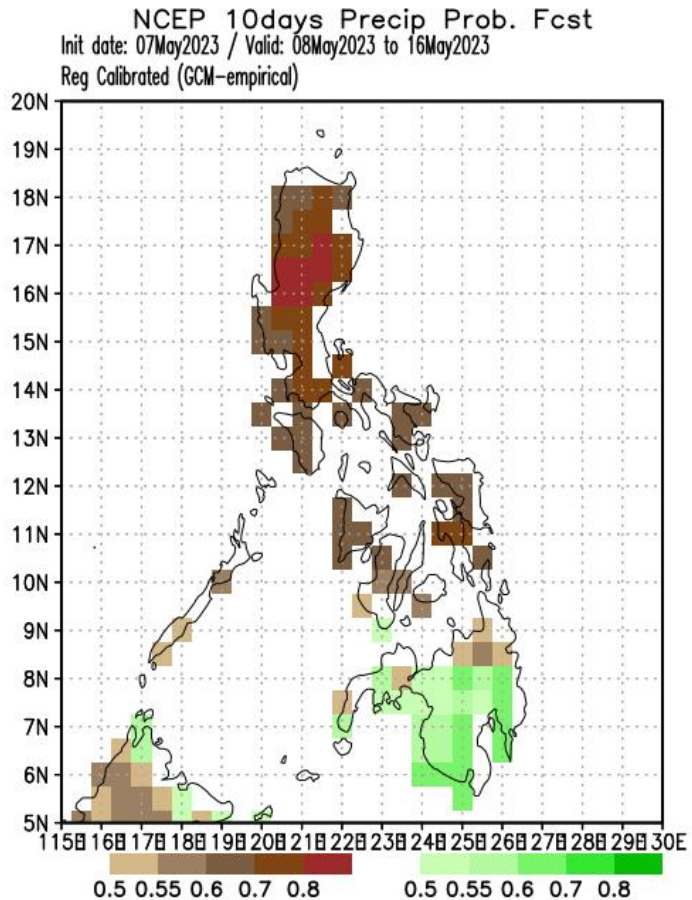 NCEP 10days Precip Prob. Fcst
Init date: 07May2023 / Valid: 08May2023 to 16May2023
Reg Calibrated (GCM-empirical)
20N
19N
18N
17N
16N
15N
14N
13N
12N
11N
10N
9N
8N
7N
6N
5N
115E 116E 117E 118E 119E 120E 121E 122E 123E 124E 125E 126E 127E 128E 129E 130E
0.5 0.55 0.6 0.7 0.8 0.5 0.55 0.6 0.7 0.8